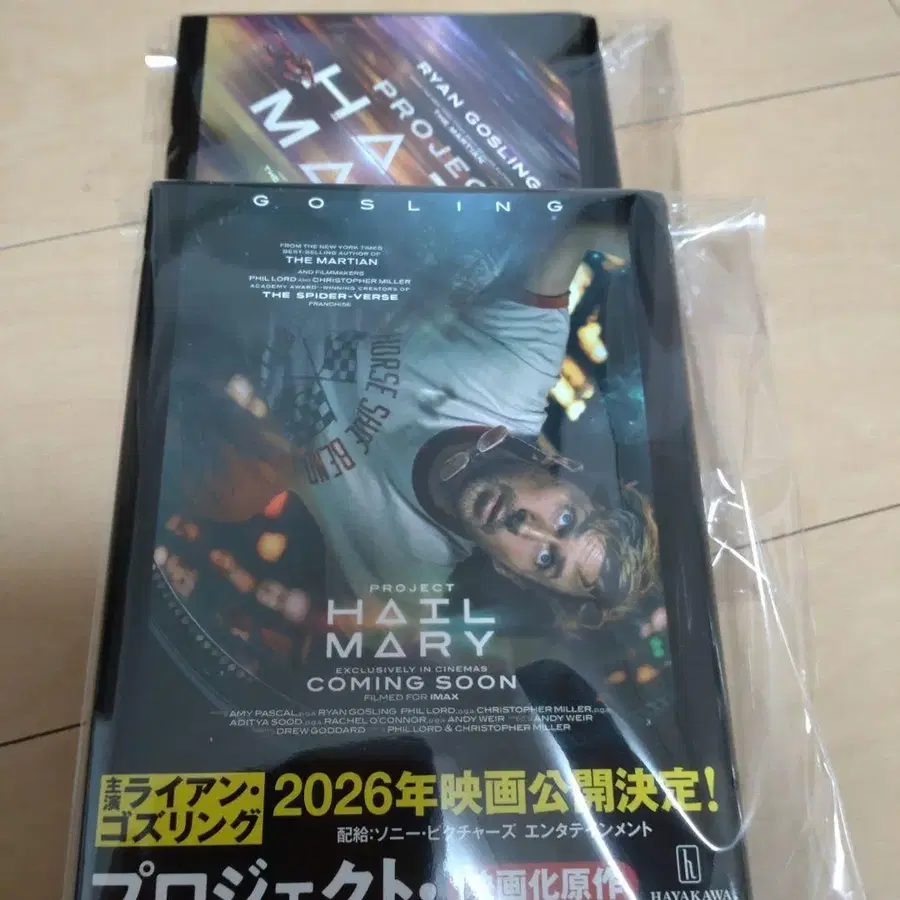 RYAN GOSLING
PROJEC
HA
MA
THE MARTIAN
GOSLING
FROM THE NEW YORK TIMES
BEST-SELLING AUTHOR OF
THE MARTIAN
AND FILMMAKERS
PHIL LORD AND CHRISTOPHER MILLER
ACADEMY AWARD-WINNING CREATORS OF
THE SPIDER-VERSE
FRANCHISE
HORSE SHOE BEND
PROJECT
HAIL
MARY
EXCLUSIVELY IN CINEMAS
COMING SOON
FILMED FOR IMAX
AMY PASCAL, p.g.a. RYAN GOSLING PHIL LORD, p.g.a. CHRISTOPHER MILLER, p.g.a.
ADITYA SOOD, p.g.a. RACHEL O'CONNOR, p.g.a. ANDY WEIR ANDY WEIR
DREW GODDARD PHIL LORD & CHRISTOPHER MILLER
主演 ライアン・ゴズリング
2026年映画公開決定!
配給:ソニー・ピクチャーズ エンタテインメント
プロジェクト・
映画化原作
h
HAYAKAWA